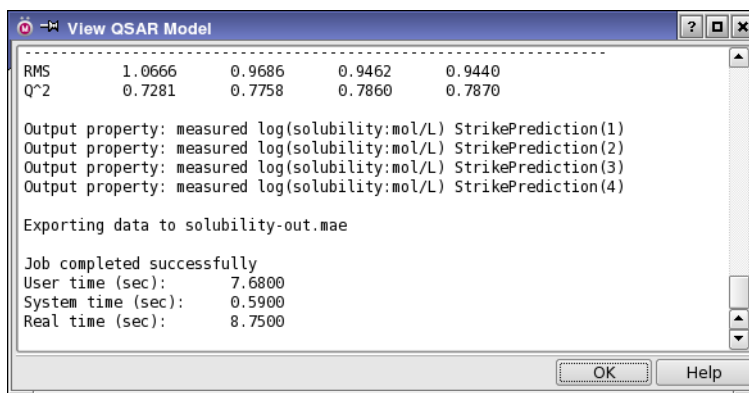 View QSAR Model
-----------------------------------------------------------------
RMS 1.0666 0.9686 0.9462 0.9440
Q^2 0.7281 0.7758 0.7860 0.7870
Output property: measured log(solubility:mol/L) StrikePrediction(1)
Output property: measured log(solubility:mol/L) StrikePrediction(2)
Output property: measured log(solubility:mol/L) StrikePrediction(3)
Output property: measured log(solubility:mol/L) StrikePrediction(4)
Exporting data to solubility-out.mae
Job completed successfully
User time (sec): 7.6800
System time (sec): 0.5900
Real time (sec): 8.7500
OK Help